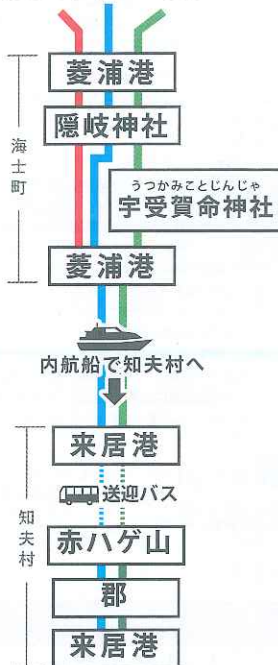 菱浦港
隠岐神社
海士町
うつかみことじんじゃ
宇受賀命神社
菱浦港
内航船で知夫村へ
来居港
送迎バス
知夫村
赤ハゲ山
郡
来居港